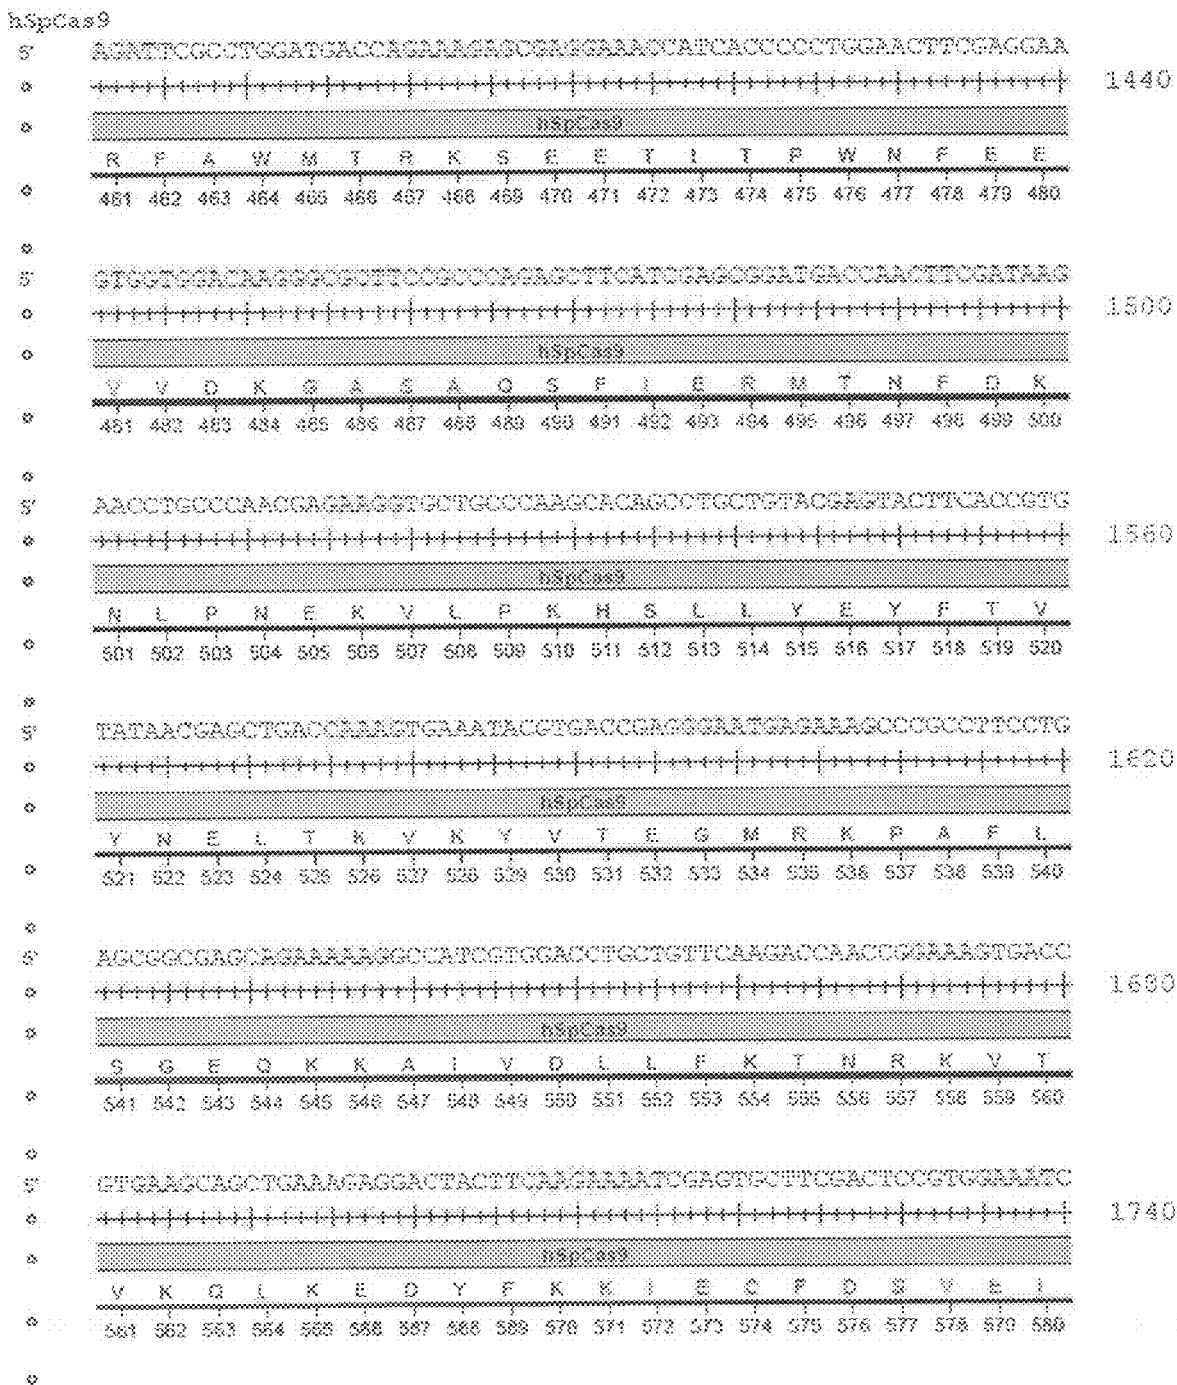 hSpCas9
5' AGATTCGCCTGGATGACCAGAAAGAGCGAGGAAACCATCACCCCCTGGAACTTCGAGGAA
1440
hSpCas9
R F A W M T R K S E E T I T P W N F E E
461 462 463 464 465 466 467 468 469 470 471 472 473 474 475 476 477 478 479 480
5' GTGGTGGACAAGGGCGCTTCCGCCCAGAGCTTCATCGAGCGGATGACCAACTTCGATAAG
1500
hSpCas9
V V D K G A S A Q S F I E R M T N F D K
481 482 483 484 485 486 487 488 489 490 491 492 493 494 495 496 497 498 499 500
5' AACCTGCCCAACGAGAAGGTGCTGCCCAAGCACAGCCTGCTGTACGAGTACTTCACCGTG
1560
hSpCas9
N L P N E K V L P K H S L L Y E Y F T V
501 502 503 504 505 506 507 508 509 510 511 512 513 514 515 516 517 518 519 520
5' TATAACGAGCTGACCAAAGTGAAATACGTGACCGAGGGAATGAGAAAGCCCGCCTTCCTG
1620
hSpCas9
Y N E L T K V K Y V T E G M R K P A F L
521 522 523 524 525 526 527 528 529 530 531 532 533 534 535 536 537 538 539 540
5' AGCGGCGAGCAGAAAAAGGCCATCGTGGACCTGCTGTTCAAGACCAACCGGAAAGTGACC
1680
hSpCas9
S G E Q K K A I V D L L F K T N R K V T
541 542 543 544 545 546 547 548 549 550 551 552 553 554 555 556 557 558 559 560
5' GTGAAGCAGCTGAAAGAGGACTACTTCAAGAAAATCGAGTGCTTCGACTCCGTGGAAATC
1740
hSpCas9
V K Q L K E D Y F K K I E C F D S V E I
561 562 563 564 565 566 567 568 569 570 571 572 573 574 575 576 577 578 579 580